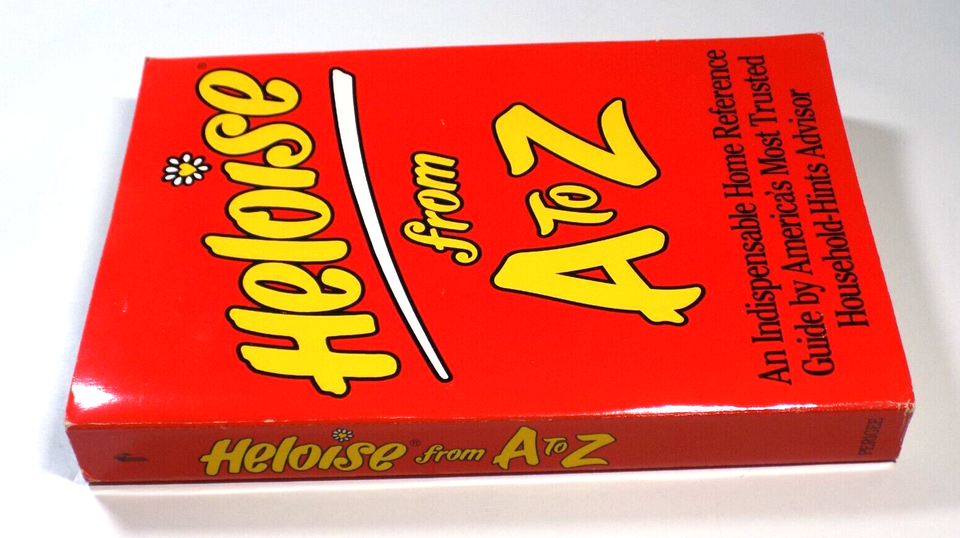 Heloise®
from
A To Z
An Indispensable Home Reference
Guide by America's Most Trusted
Household-Hints Advisor
Heloise® from A To Z
PERIGEE